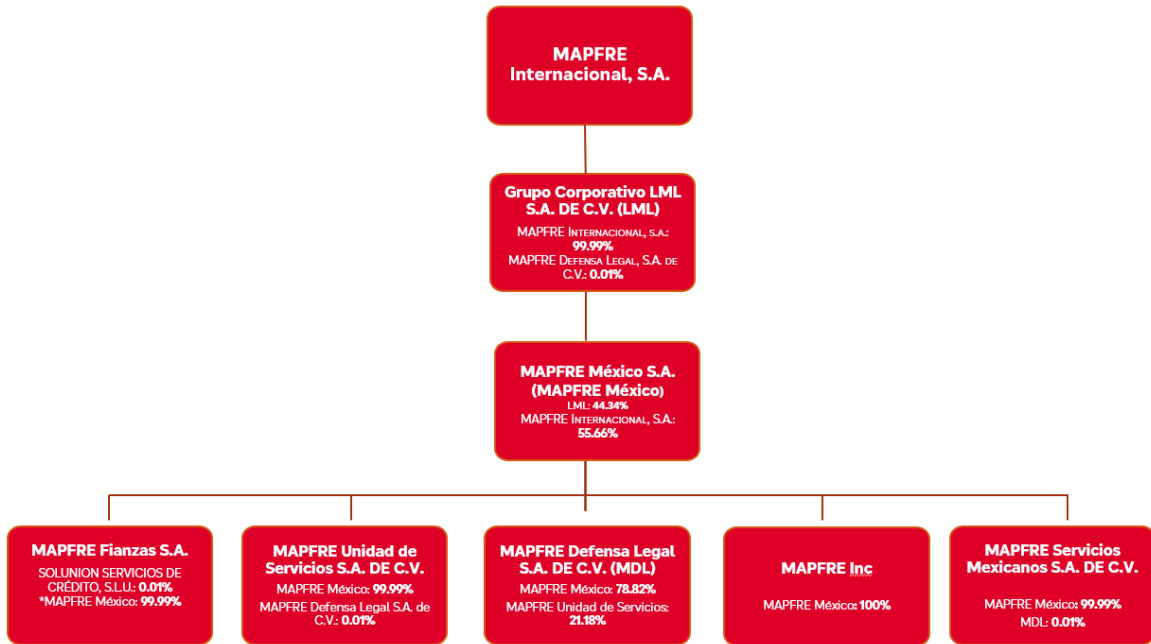 MAPFRE
Internacional, S.A.
Grupo Corporativo LML
S.A. DE C.V. (LML)
MAPFRE INTERNACIONAL, S.A.:
99.99%
MAPFRE DEFENSA LEGAL, S.A. DE
C.V.: 0.01%
MAPFRE México S.A.
(MAPFRE México)
LML: 44.34%
MAPFRE INTERNACIONAL, S.A.:
55.66%
MAPFRE Fianzas S.A.
SOLUNION SERVICIOS DE
CRÉDITO, S.L.U.: 0.01%
*MAPFRE México: 99.99%
MAPFRE Unidad de
Servicios S.A. DE C.V.
MAPFRE México: 99.99%
MAPFRE Defensa Legal S.A. de
C.V.: 0.01%
MAPFRE Defensa Legal
S.A. DE C.V. (MDL)
MAPFRE México: 78.82%
MAPFRE Unidad de Servicios:
21.18%
MAPFRE Inc
MAPFRE México: 100%
MAPFRE Servicios
Mexicanos S.A. DE C.V.
MAPFRE México: 99.99%
MDL: 0.01%